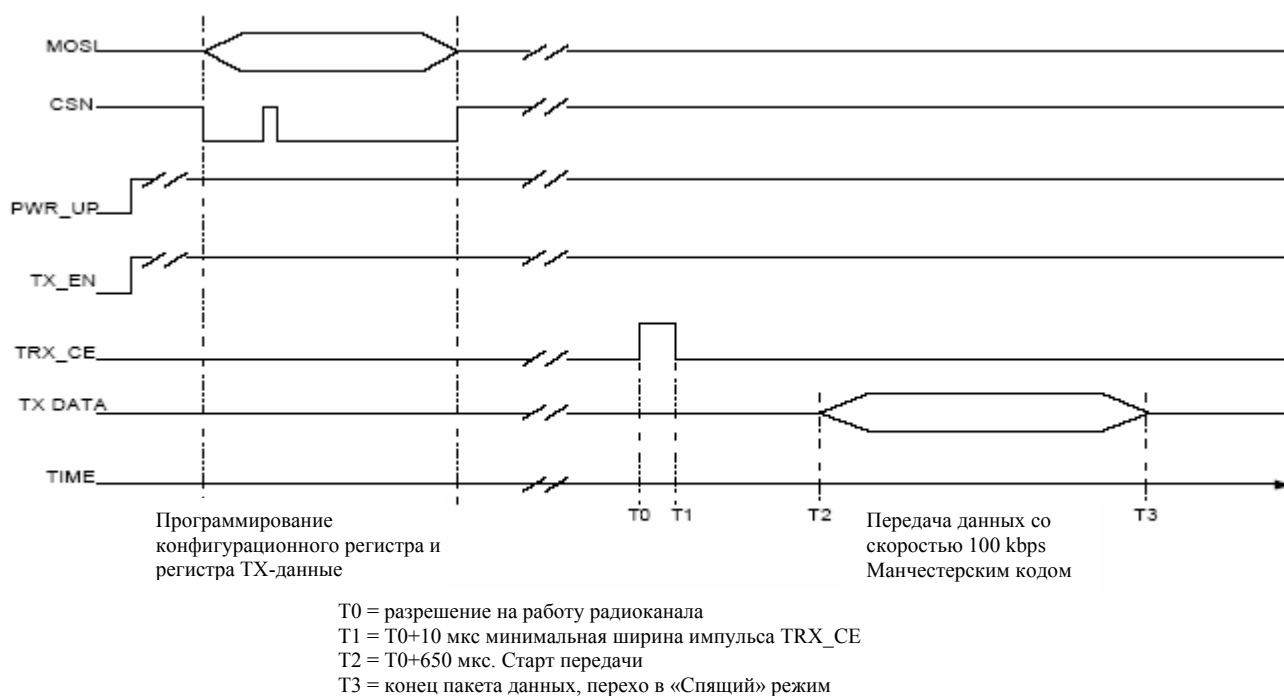 MOSI
CSN
PWR_UP
TX_EN
TRX_CE
TX DATA
TIME
T0 T1 T2 T3
Программирование
конфигурационного регистра и
регистра TX-данные
Передача данных со
скоростью 100 kbps
Манчестерским кодом
T0 = разрешение на работу радиоканала
T1 = T0+10 мкс минимальная ширина импульса TRX_CE
T2 = T0+650 мкс. Старт передачи
T3 = конец пакета данных, перехо в «Спящий» режим